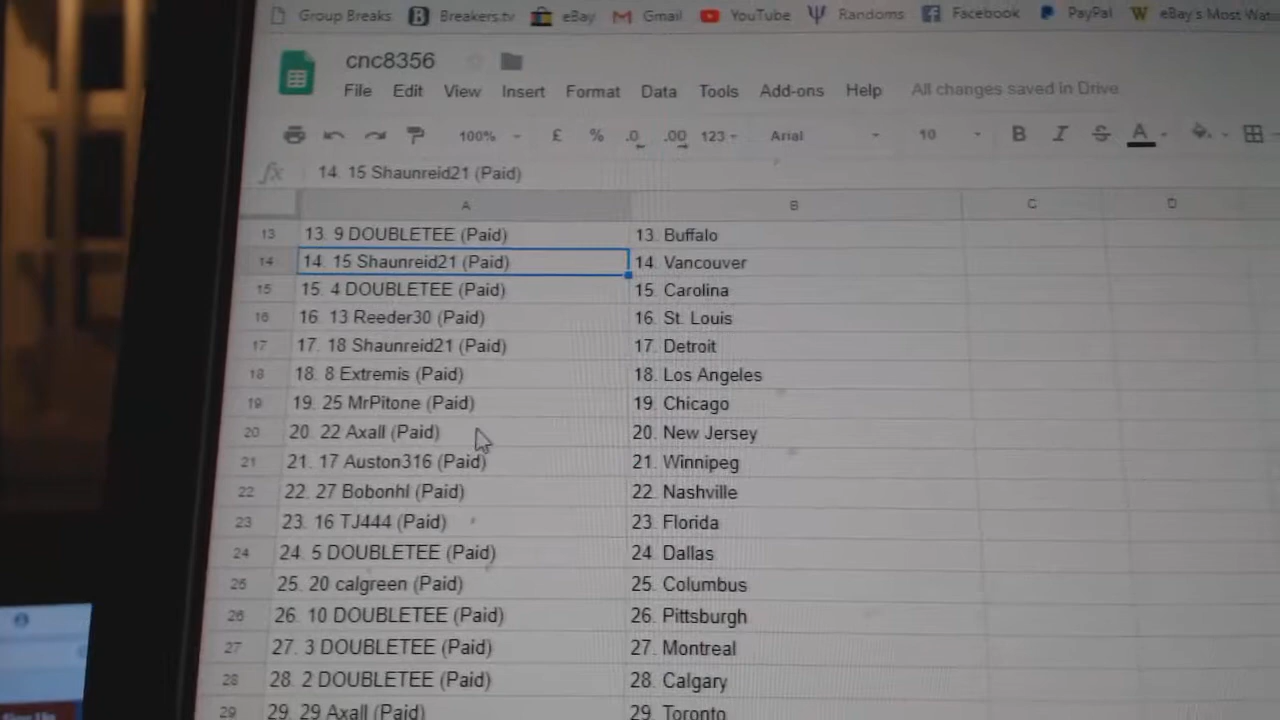 Group Breaks Breakers.tv eBay Gmail YouTube Randoms Facebook PayPal eBay's Most
cnc8356
File Edit View Insert Format Data Tools Add-ons Help All changes saved in Drive
100% £ % .0 .00 123 Arial 10 B I S A
fx 14. 15 Shaunreid21 (Paid)
A B C D
13 13. 9 DOUBLETEE (Paid) 13. Buffalo
14 14. 15 Shaunreid21 (Paid) 14. Vancouver
15 15. 4 DOUBLETEE (Paid) 15. Carolina
16 16. 13 Reeder30 (Paid) 16. St. Louis
17 17. 18 Shaunreid21 (Paid) 17. Detroit
18 18. 8 Extremis (Paid) 18. Los Angeles
19 19. 25 MrPitone (Paid) 19. Chicago
20 20. 22 Axall (Paid) 20. New Jersey
21 21. 17 Auston316 (Paid) 21. Winnipeg
22 22. 27 Bobonhl (Paid) 22. Nashville
23 23. 16 TJ444 (Paid) 23. Florida
24 24. 5 DOUBLETEE (Paid) 24. Dallas
25 25. 20 calgreen (Paid) 25. Columbus
26 26. 10 DOUBLETEE (Paid) 26. Pittsburgh
27 27. 3 DOUBLETEE (Paid) 27. Montreal
28 28. 2 DOUBLETEE (Paid) 28. Calgary
29 29. 29 Axall (Paid) 29. Toronto